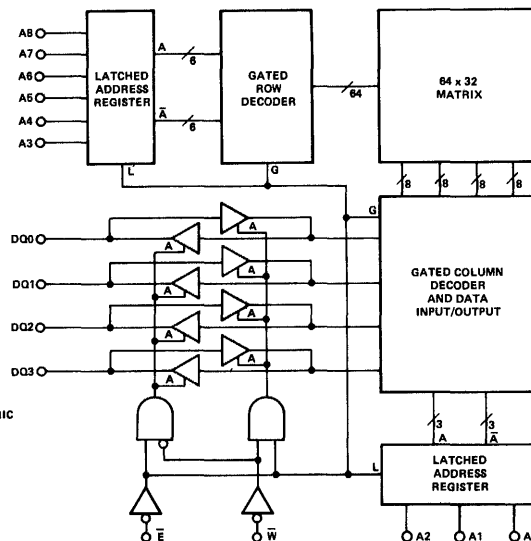 A8
A7
A6
A5
A4
A3
LATCHED
ADDRESS
REGISTER
L
A
6
A̅
6
GATED
ROW
DECODER
G
64
64 x 32
MATRIX
8
8
8
8
G
GATED COLUMN
DECODER
AND DATA
INPUT/OUTPUT
DQ0
A
A
DQ1
A
A
DQ2
A
A
DQ3
A
A
IC
3
A
3
A̅
L
LATCHED
ADDRESS
REGISTER
E̅
W̅
A2
A1
A